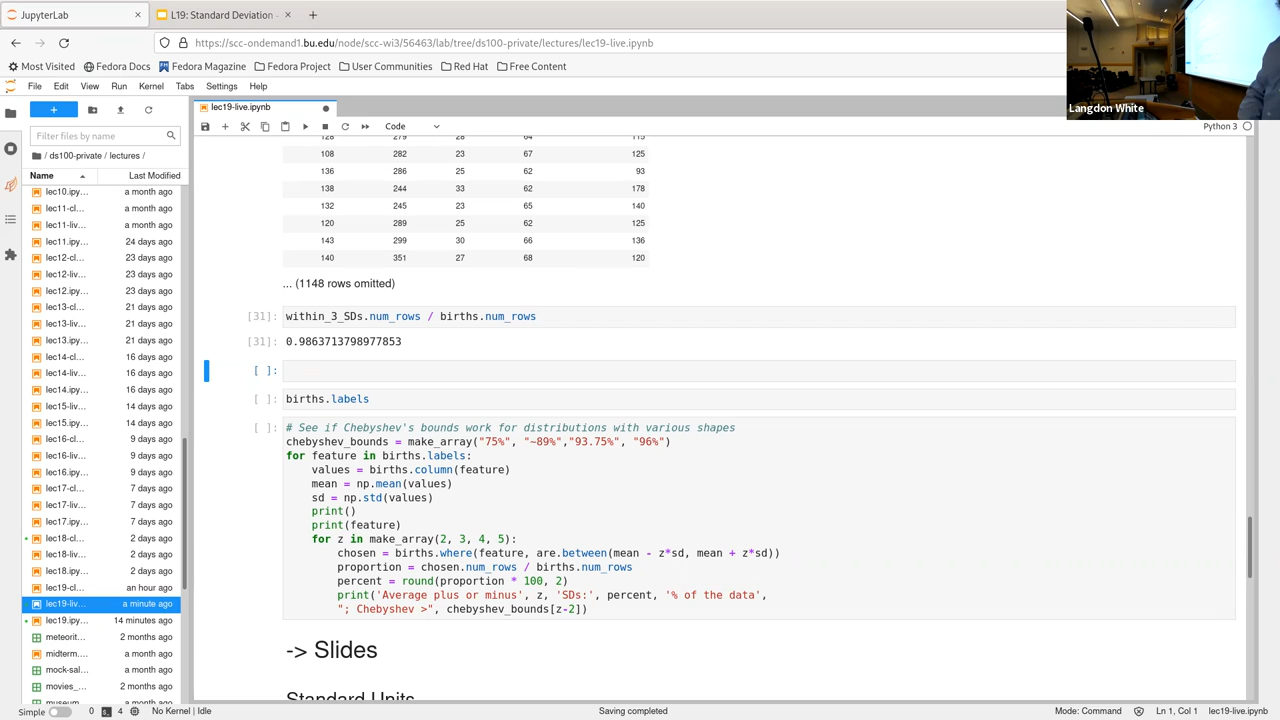 JupyterLab
L19: Standard Deviation -
https://scc-ondemand1.bu.edu/node/scc-wi3/56463/lab/tree/ds100-private/lectures/lec19-live.ipynb
Most Visited Fedora Docs Fedora Magazine Fedora Project User Communities Red Hat Free Content
Langdon White
File Edit View Run Kernel Tabs Settings Help
lec19-live.ipynb
Code
Python 3
Filter files by name
/ ds100-private / lectures /
Name Last Modified
lec10.ipy... a month ago
lec11-cl... a month ago
lec11-liv... a month ago
lec11.ipy... 24 days ago
lec12-cl... 23 days ago
lec12-liv... 23 days ago
lec12.ipy... 23 days ago
lec13-cl... 21 days ago
lec13-liv... 21 days ago
lec13.ipy... 21 days ago
lec14-cl... 16 days ago
lec14-liv... 16 days ago
lec14.ipy... 16 days ago
lec15-liv... 14 days ago
lec15.ipy... 14 days ago
lec16-cl... 9 days ago
lec16-liv... 9 days ago
lec16.ipy... 9 days ago
lec17-cl... 7 days ago
lec17-liv... 7 days ago
lec17.ipy... 7 days ago
lec18-cl... 2 days ago
lec18-liv... 2 days ago
lec18.ipy... 2 days ago
lec19-cl... an hour ago
lec19-liv... a minute ago
lec19.ipy... 14 minutes ago
meteorit... 2 months ago
midterm.... a month ago
mock-sal... a month ago
movies_... 2 months ago
museum... a month ago
128 279 28 64 115
108 282 23 67 125
136 286 25 62 93
138 244 33 62 178
132 245 23 65 140
120 289 25 62 125
143 299 30 66 136
140 351 27 68 120
... (1148 rows omitted)
[31]: within_3_SDs.num_rows / births.num_rows
[31]: 0.9863713798977853
[ ]:
[ ]: births.labels
[ ]: # See if Chebyshev's bounds work for distributions with various shapes
chebyshev_bounds = make_array("75%", "~89%","93.75%", "96%")
for feature in births.labels:
values = births.column(feature)
mean = np.mean(values)
sd = np.std(values)
print()
print(feature)
for z in make_array(2, 3, 4, 5):
chosen = births.where(feature, are.between(mean - z*sd, mean + z*sd))
proportion = chosen.num_rows / births.num_rows
percent = round(proportion * 100, 2)
print('Average plus or minus', z, 'SDs:', percent, '% of the data',
"; Chebyshev >", chebyshev_bounds[z-2])
-> Slides
Standard Units
Simple 0 4 No Kernel | Idle Saving completed Mode: Command Ln 1, Col 1 lec19-live.ipynb